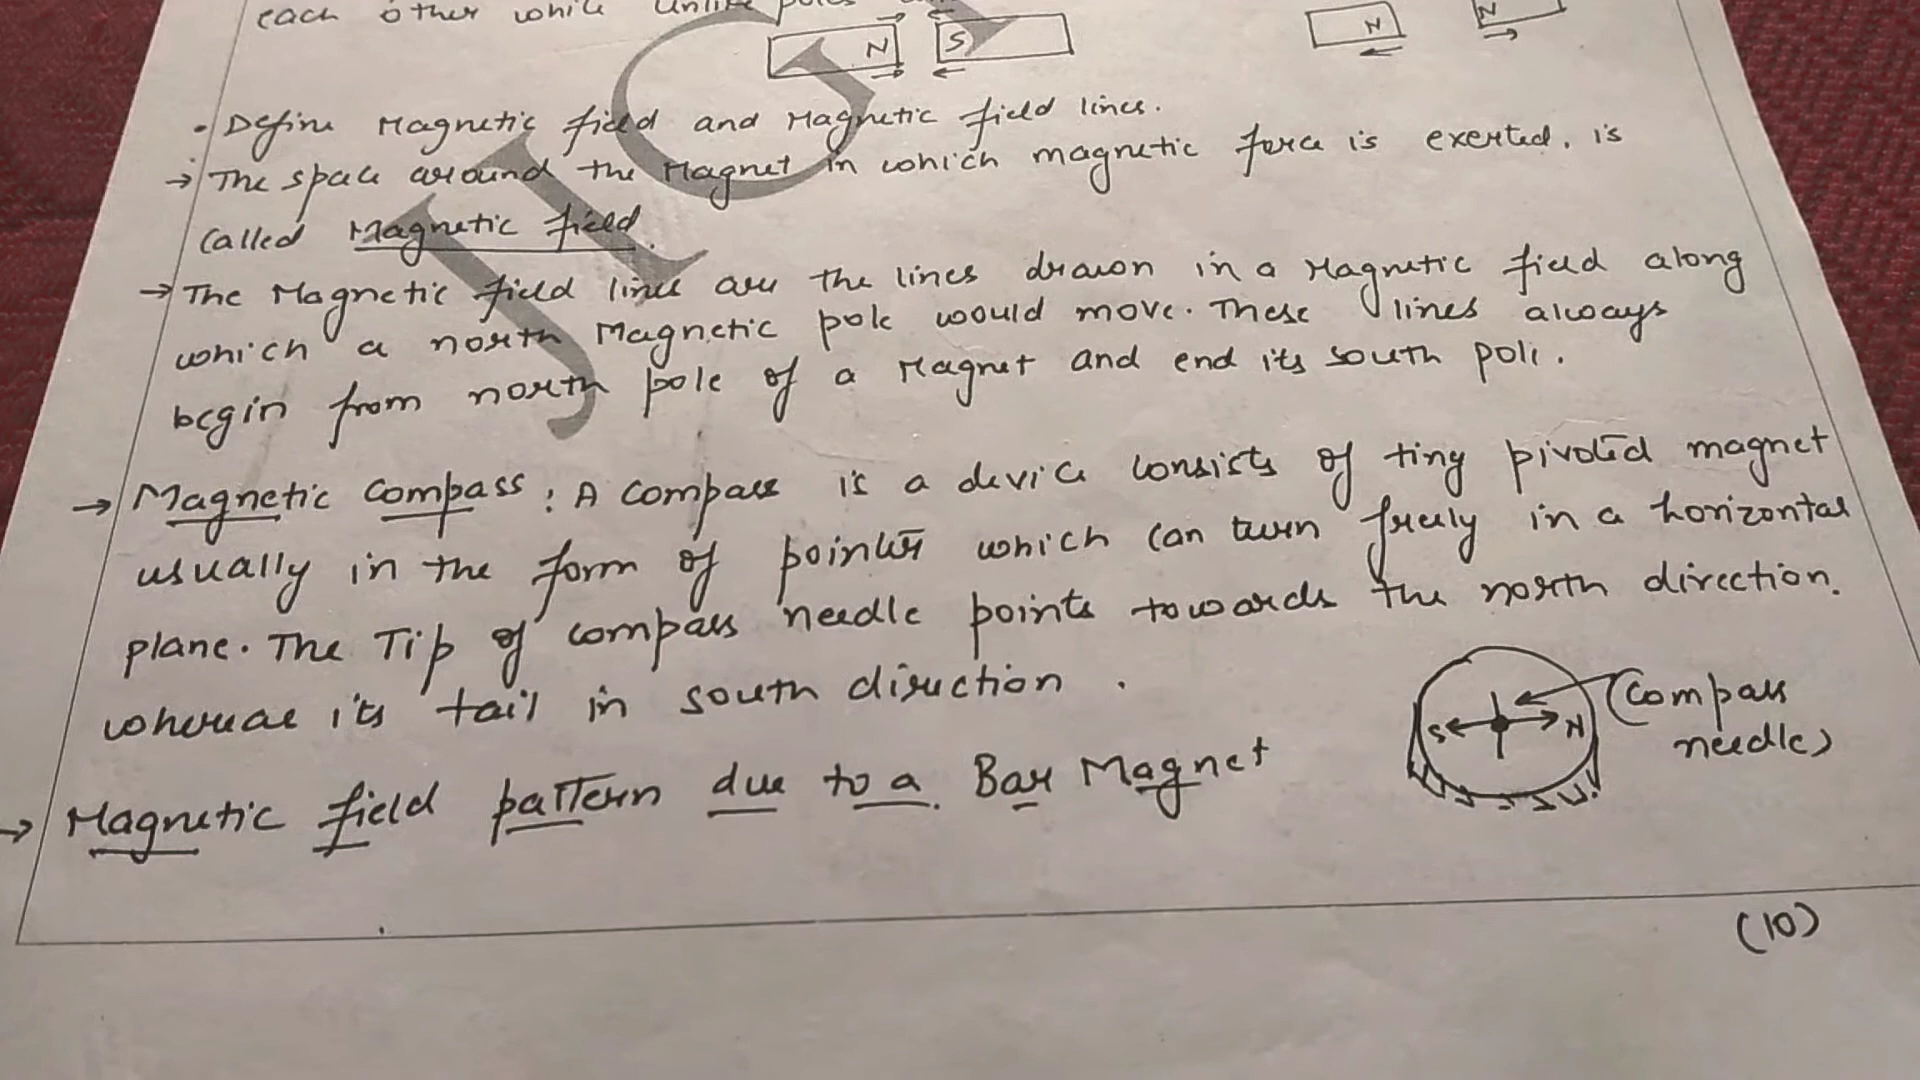 each other while unlike poles
N S N N
• Define Magnetic field and Magnetic field lines.
→ The space around the Magnet in which magnetic force is exerted, is
called Magnetic field.
→ The Magnetic field lines are the lines drawn in a Magnetic field along
which a north Magnetic pole would move. These lines always
begin from north pole of a Magnet and end its south pole.
→ Magnetic compass: A compass is a device consists of tiny pivoted magnet
usually in the form of pointer which can turn freely in a horizontal
plane. The Tip of compass needle points towards the north direction.
whereas its tail in south direction.
(Compass
S N
needle)
→ Magnetic field pattern due to a Bar Magnet
(10)
JIGI